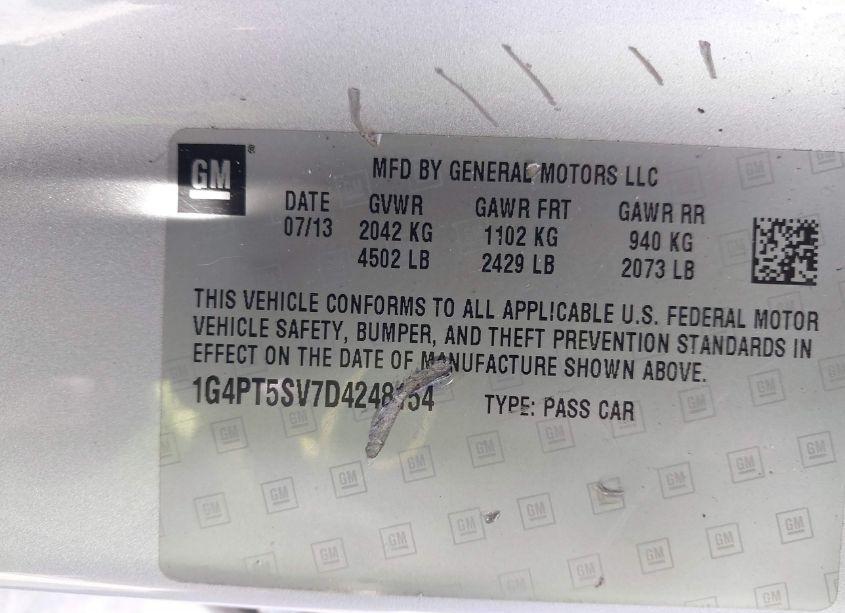 GM®
MFD BY GENERAL MOTORS LLC
DATE GVWR GAWR FRT GAWR RR
07/13 2042 KG 1102 KG 940 KG
4502 LB 2429 LB 2073 LB
THIS VEHICLE CONFORMS TO ALL APPLICABLE U.S. FEDERAL MOTOR
VEHICLE SAFETY, BUMPER, AND THEFT PREVENTION STANDARDS IN
EFFECT ON THE DATE OF MANUFACTURE SHOWN ABOVE.
1G4PT5SV7D4248154 TYPE: PASS CAR